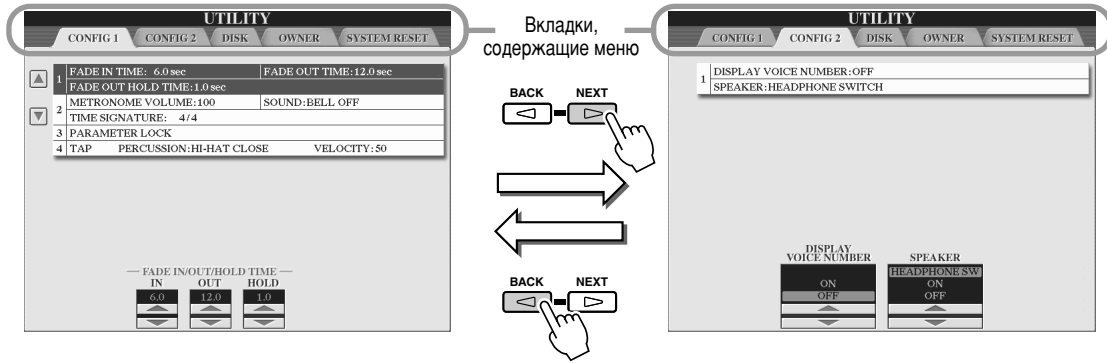 UTILITY
CONFIG 1 CONFIG 2 DISK OWNER SYSTEM RESET
1 FADE IN TIME: 6.0 sec FADE OUT TIME:12.0 sec
FADE OUT HOLD TIME:1.0 sec
2 METRONOME VOLUME:100 SOUND:BELL OFF
TIME SIGNATURE: 4/4
3 PARAMETER LOCK
4 TAP PERCUSSION:HI-HAT CLOSE VELOCITY:50
FADE IN/OUT/HOLD TIME
IN OUT HOLD
6.0 12.0 1.0
Вкладки,
содержащие меню
BACK NEXT
BACK NEXT
UTILITY
CONFIG 1 CONFIG 2 DISK OWNER SYSTEM RESET
1 DISPLAY VOICE NUMBER:OFF
SPEAKER:HEADPHONE SWITCH
DISPLAY
VOICE NUMBER
ON
OFF
SPEAKER
HEADPHONE SW
ON
OFF